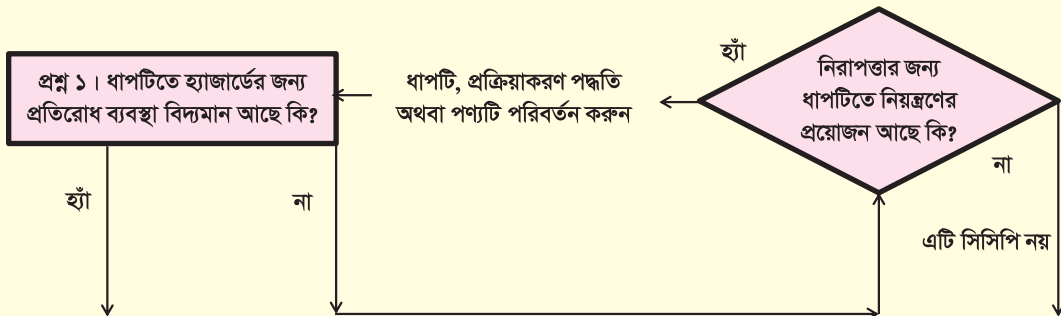 প্রশ্ন ১। ধাপটিতে হ্যাজার্ডের জন্য
প্রতিরোধ ব্যবস্থা বিদ্যমান আছে কি?
ধাপটি, প্রক্রিয়াকরণ পদ্ধতি
অথবা পণ্যটি পরিবর্তন করুন
হ্যাঁ
নিরাপত্তার জন্য
ধাপটিতে নিয়ন্ত্রণের
প্রয়োজন আছে কি?
না
হ্যাঁ
না
এটি সিসিপি নয়